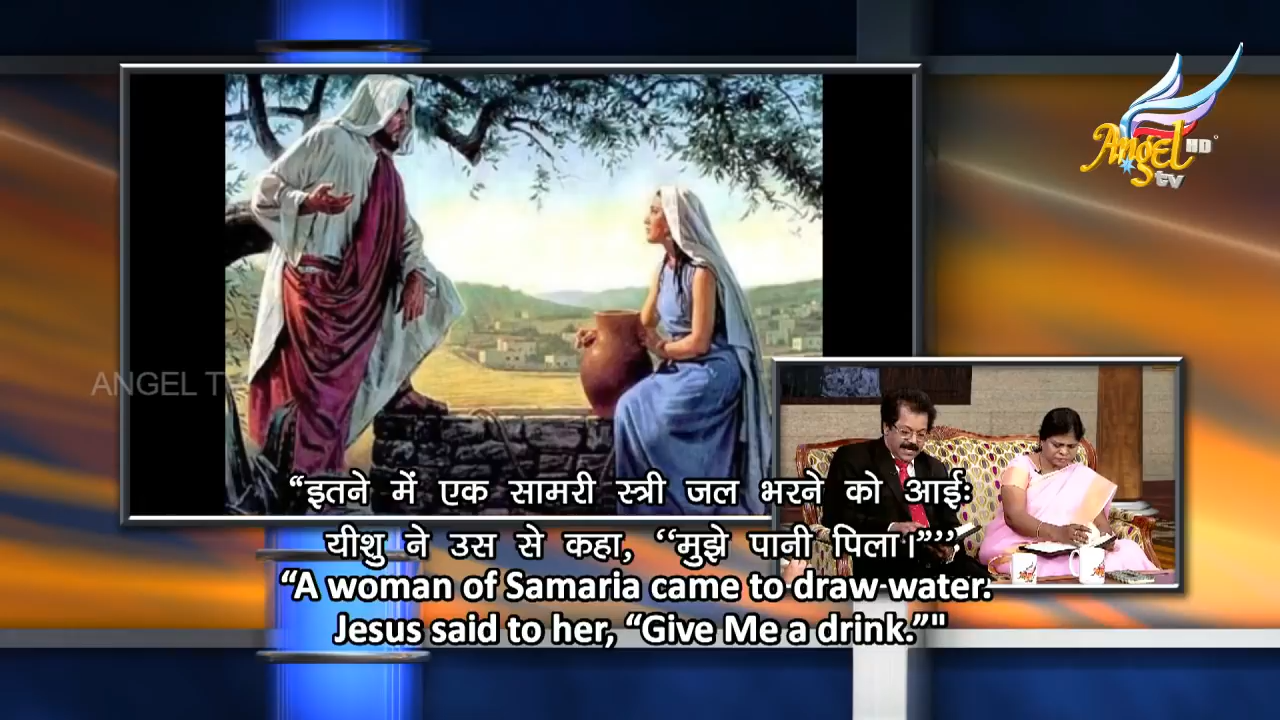 Angel HD
tv
ANGEL T
“इतने में एक सामरी स्त्री जल भरने को आईः
यीशु ने उस से कहा, ‘‘मुझे पानी पिला।”’’
“A woman of Samaria came to draw water.
Jesus said to her, “Give Me a drink.”"